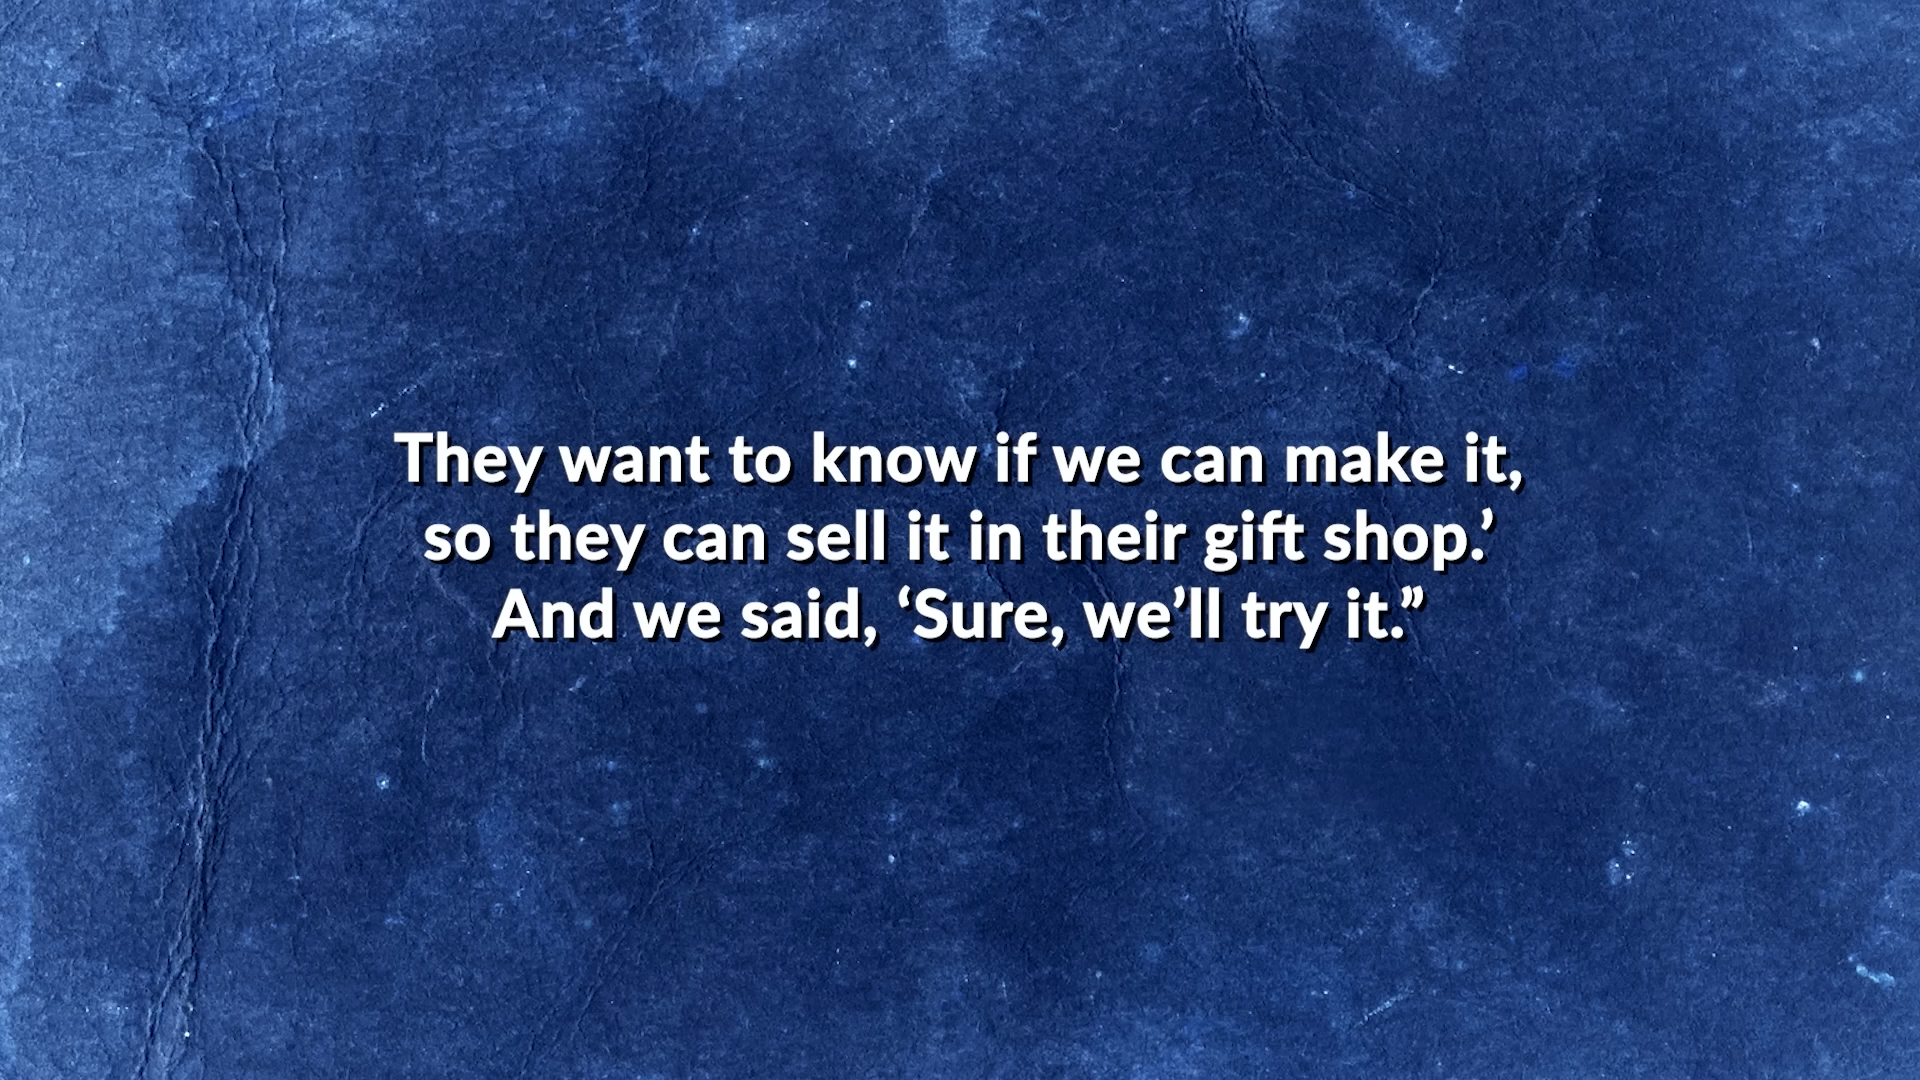 They want to know if we can make it,
so they can sell it in their gift shop.’
And we said, ‘Sure, we’ll try it.”